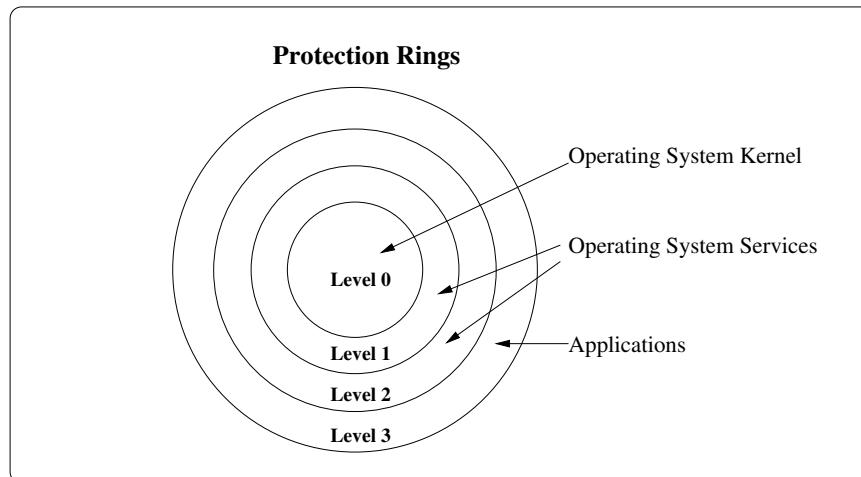 Protection Rings
Operating System Kernel
Operating System Services
Level 0
Applications
Level 1
Level 2
Level 3